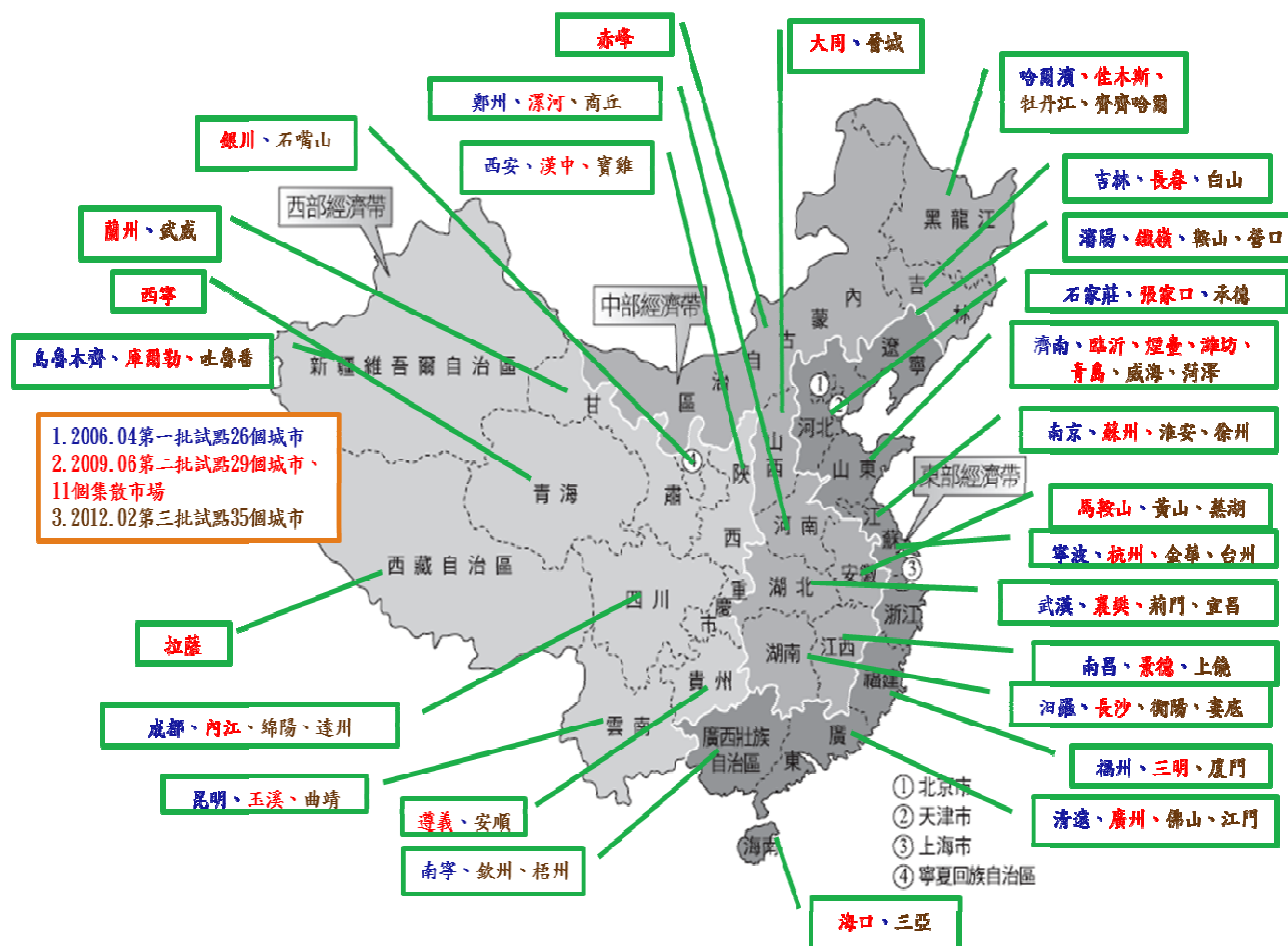 赤峰
大同、晉城
哈爾濱、佳木斯、
牡丹江、齊齊哈爾
鄭州、漯河、商丘
銀川、石嘴山
西安、漢中、寶雞
吉林、長春、白山
西部經濟帶
黑龍江
蘭州、武威
瀋陽、鐵嶺、鞍山、營口
西寧
石家莊、張家口、承德
中部經濟帶
內蒙古自治區
吉林
遼寧
烏魯木齊、庫爾勒、吐魯番
新疆維吾爾自治區
濟南、臨沂、煙臺、濰坊、
青島、威海、菏澤
①
②
甘肅
河北
山西
1.2006.04第一批試點26個城市
2.2009.06第二批試點29個城市、
11個集散市場
3.2012.02第三批試點35個城市
南京、蘇州、淮安、徐州
④
陝西
山東
東部經濟帶
青海
馬鞍山、黃山、蕪湖
河南
江蘇
寧波、杭州、金華、台州
西藏自治區
安徽
③
四川
重慶市
湖北
浙江
武漢、襄樊、荊門、宜昌
拉薩
湖南
江西
南昌、景德、上饒
貴州
福建
汨羅、長沙、衡陽、婁底
成都、內江、綿陽、達州
雲南
廣西壯族
自治區
廣東
福州、三明、廈門
昆明、玉溪、曲靖
遵義、安順
①北京市
②天津市
③上海市
④寧夏回族自治區
清遠、廣州、佛山、江門
南寧、欽州、梧州
海南
海口、三亞